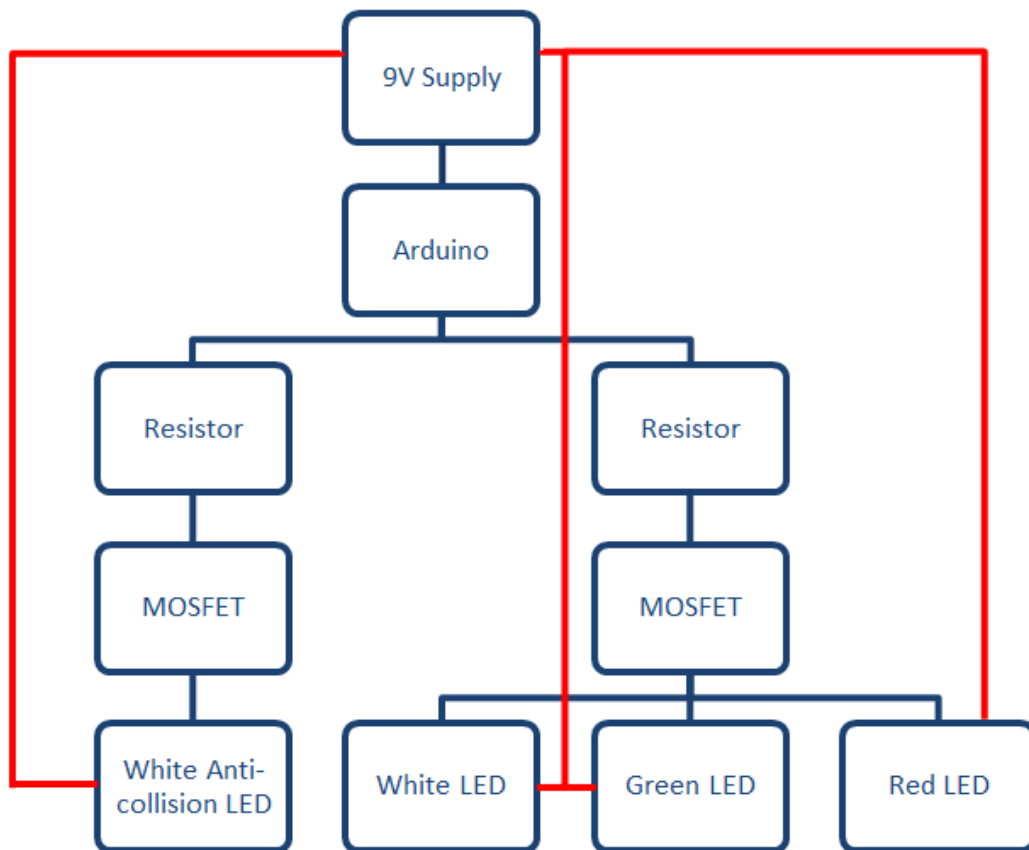 9V Supply
Arduino
Resistor
Resistor
MOSFET
MOSFET
White Anti-
collision LED
White LED
Green LED
Red LED